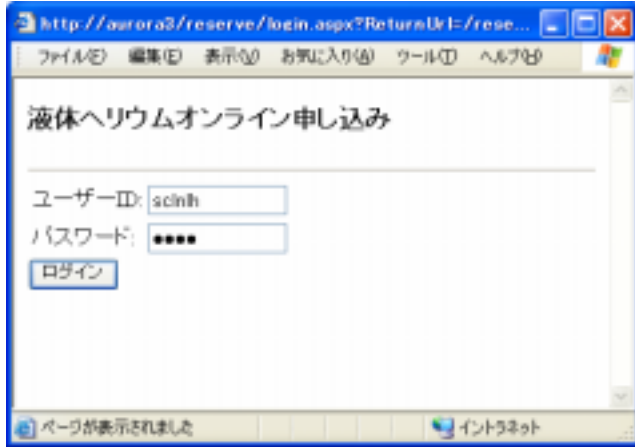 http://aurora3/reserve/login.aspx?ReturnUrl=/rese...
ファイル(F) 編集(E) 表示(V) お気に入り(A) ツール(T) ヘルプ(H)
液体ヘリウムオンライン申し込み
ユーザーID:
パスワード: ●●●●
ログイン
ページが表示されました イントラネット